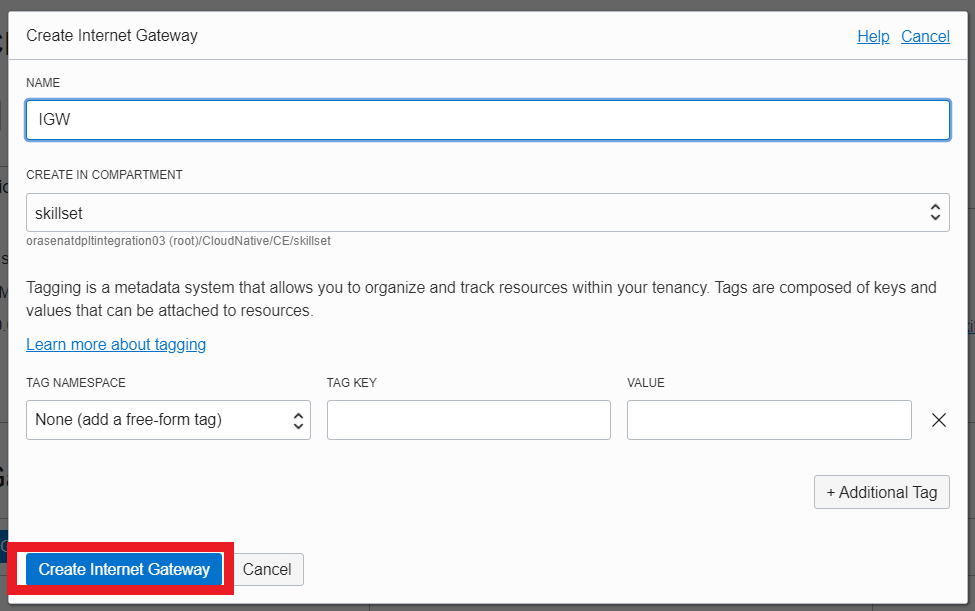 Create Internet Gateway
Help Cancel
NAME
IGW
CREATE IN COMPARTMENT
skillset
orasenatdpltintegration03 (root)/CloudNative/CE/skillset
Tagging is a metadata system that allows you to organize and track resources within your tenancy. Tags are composed of keys and
values that can be attached to resources.
Learn more about tagging
TAG NAMESPACE TAG KEY VALUE
None (add a free-form tag)
+ Additional Tag
Create Internet Gateway Cancel